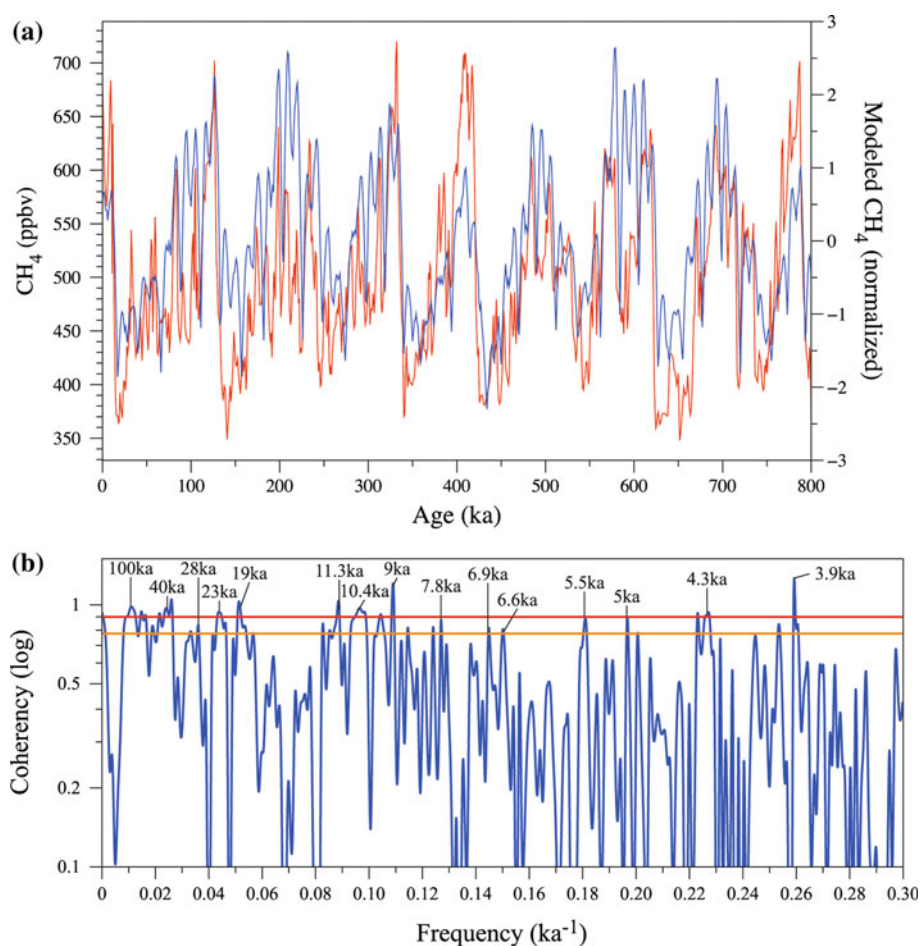 (a)
3
700
2
650
1
600
550
0
500
-1
450
400
-2
350
-3
0 100 200 300 400 500 600 700 800
CH4 (ppbv)
Modeled CH4 (normalized)
Age (ka)
(b)
100ka 28ka 11.3ka 9ka 6.9ka 5.5ka 4.3ka 3.9ka
40ka 23ka 19ka 10.4ka 7.8ka 6.6ka 5ka
1
0.5
0.2
0.1
Coherency (log)
0 0.02 0.04 0.06 0.08 0.10 0.12 0.14 0.16 0.18 0.20 0.22 0.24 0.26 0.28 0.30
Frequency (ka-1)